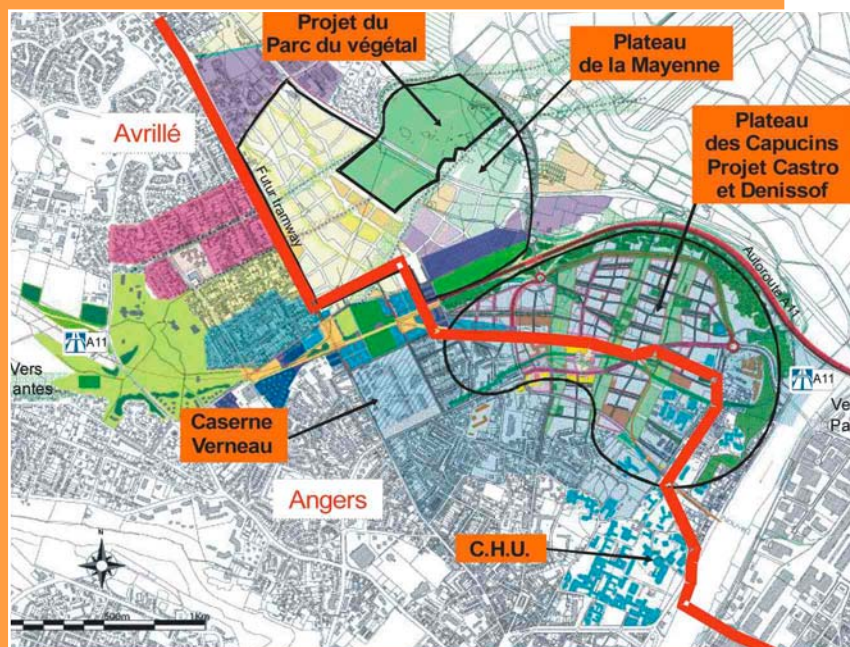 Projet du
Parc du végétal
Plateau
de la Mayenne
Plateau
des Capucins
Projet Castro
et Denissof
Avrillé
Futur tramway
Autoroute A11
A11
Vers
antes
A11
Ve
Pa
Caserne
Verneau
Angers
C.H.U.
N
500m
1Km